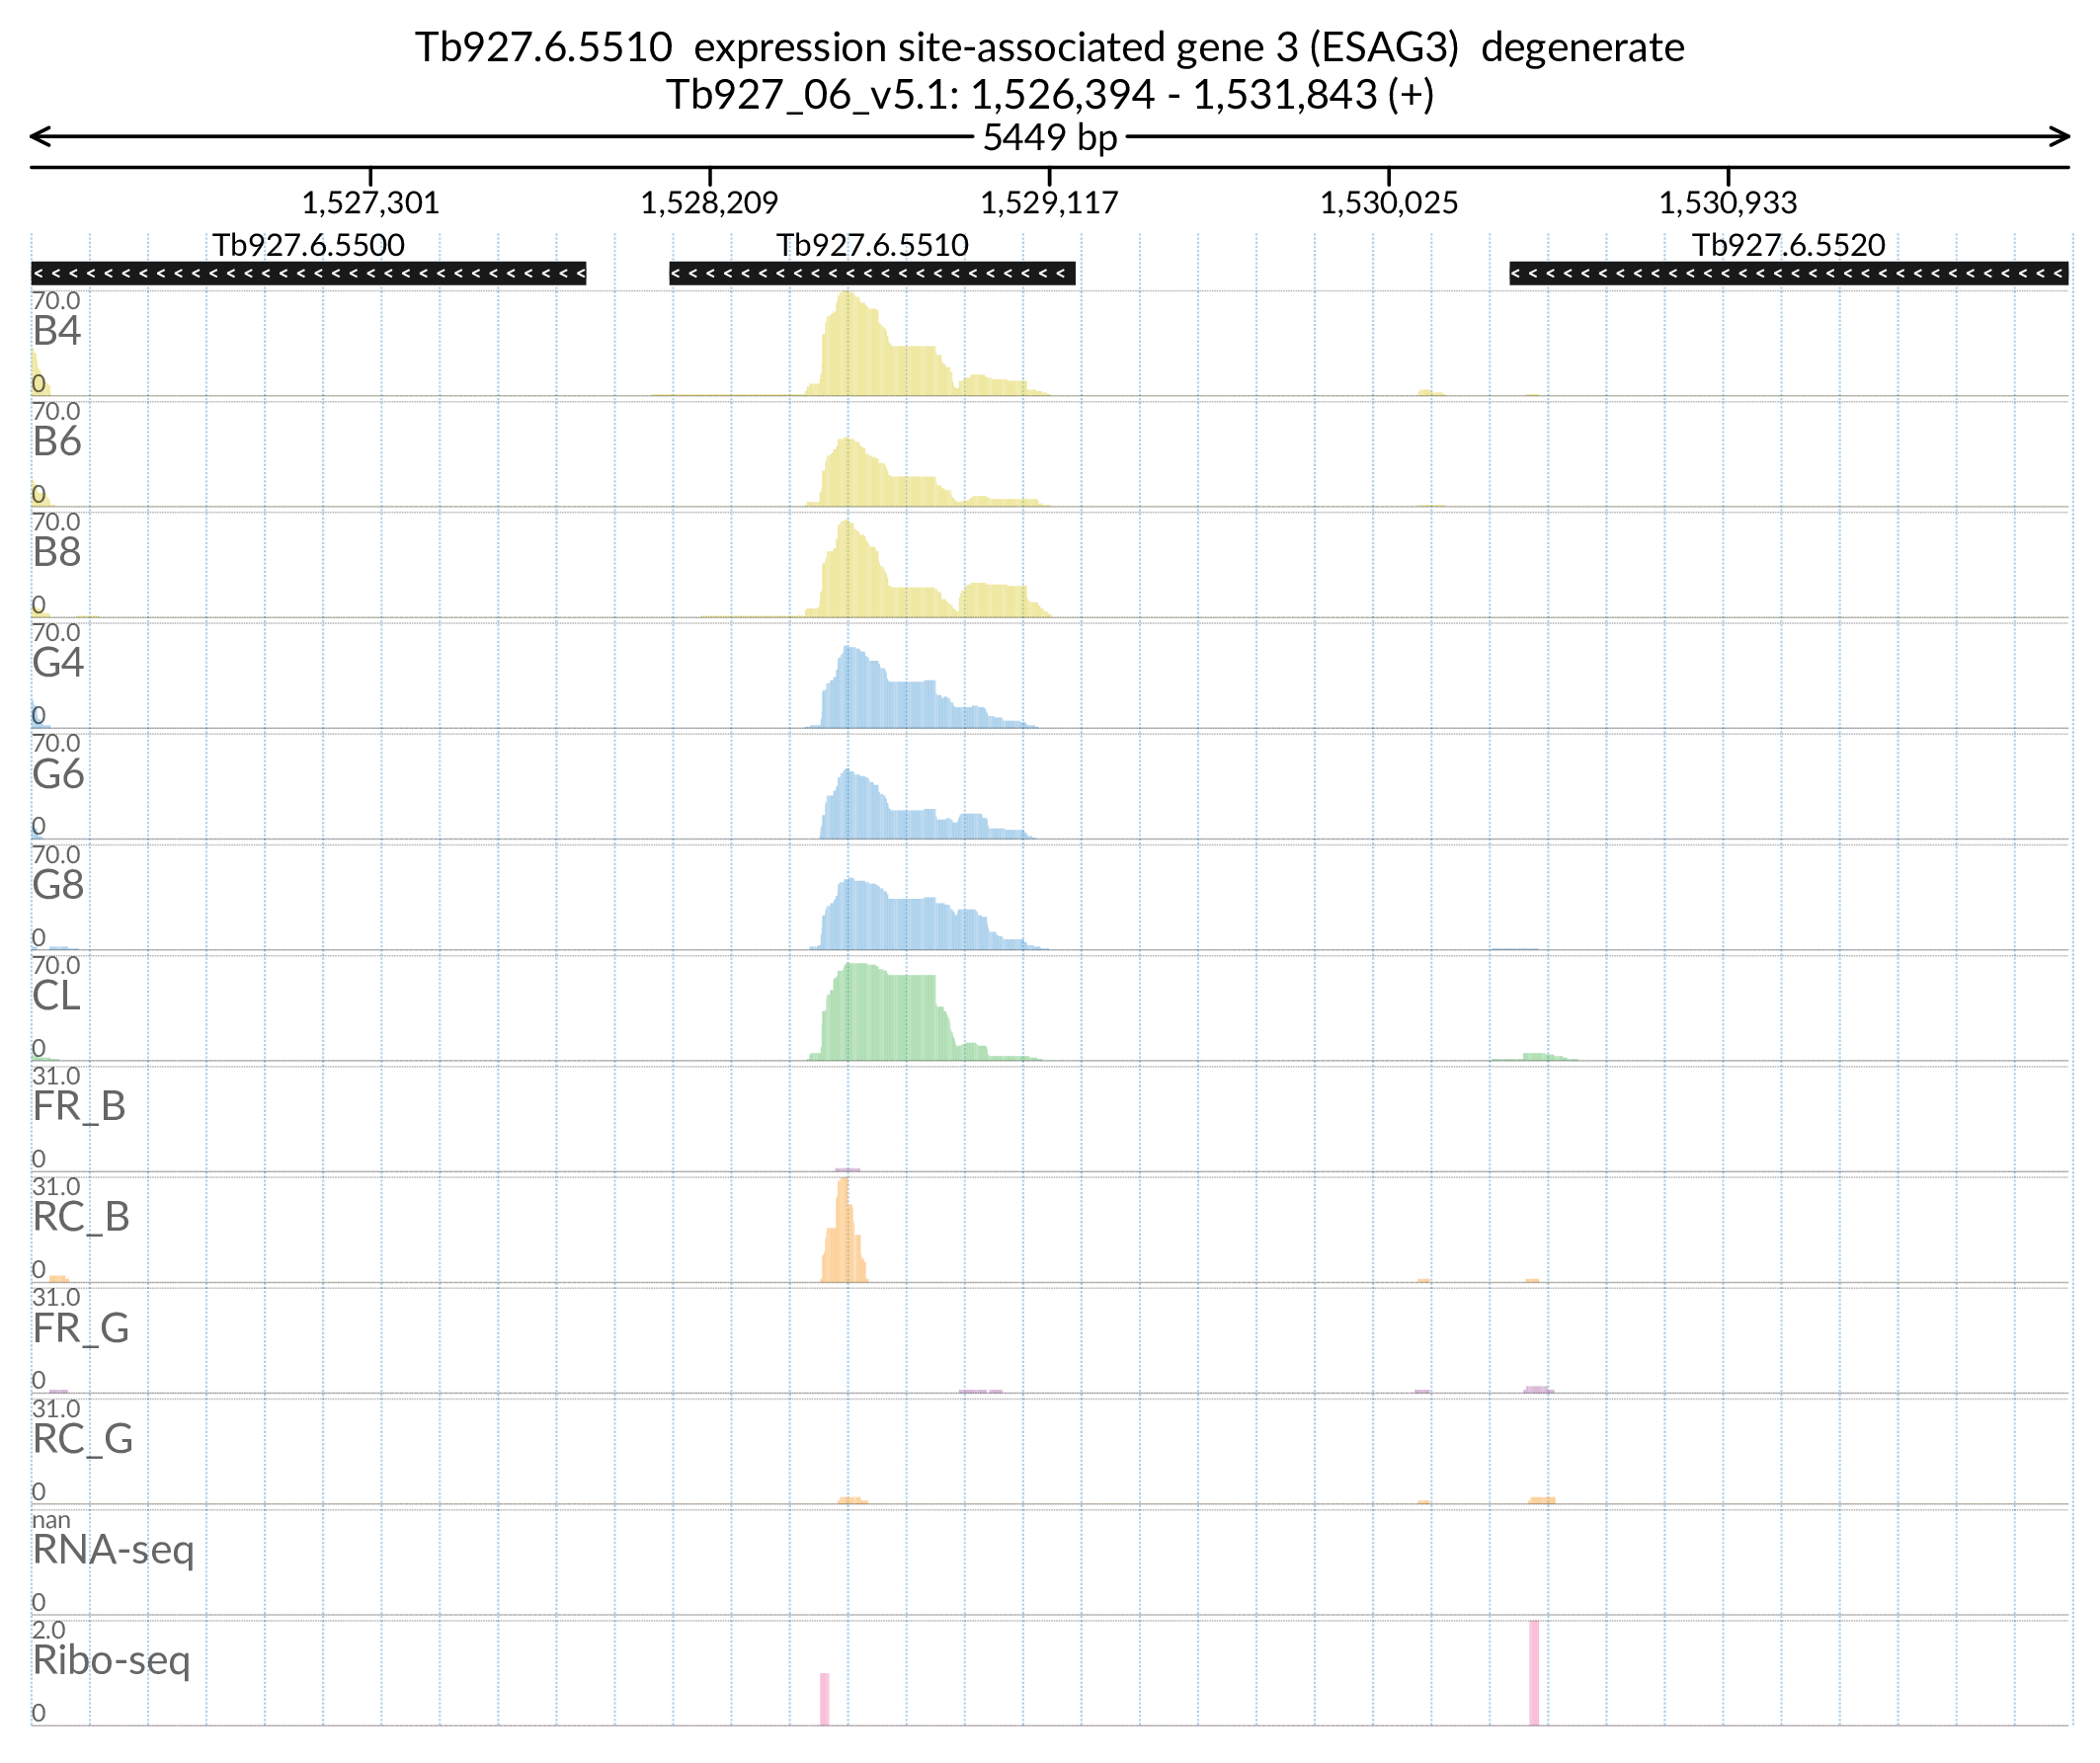 Tb927.6.5510 expression site-associated gene 3 (ESAG3) degenerate
Tb927_06_v5.1: 1,526,394 - 1,531,843 (+)
5449 bp
1,527,301 1,528,209 1,529,117 1,530,025 1,530,933
Tb927.6.5500 Tb927.6.5510 Tb927.6.5520
70.0
B4
0
70.0
B6
0
70.0
B8
0
70.0
G4
0
70.0
G6
0
70.0
G8
0
70.0
CL
0
31.0
FR_B
0
31.0
RC_B
0
31.0
FR_G
0
31.0
RC_G
0
nan
RNA-seq
0
2.0
Ribo-seq
0